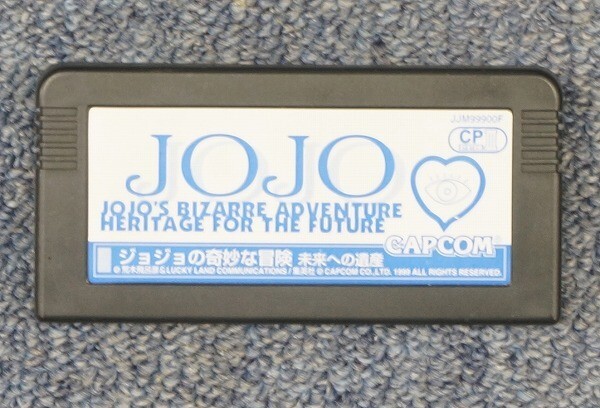 JJM99900F
CP III
JOJO
JOJO'S BIZARRE ADVENTURE
HERITAGE FOR THE FUTURE
CAPCOM
ジョジョの奇妙な冒険 未来への遺産
© 荒木飛呂彦 & LUCKY LAND COMMUNICATIONS / 集英社 © CAPCOM CO.,LTD. 1999 ALL RIGHTS RESERVED.